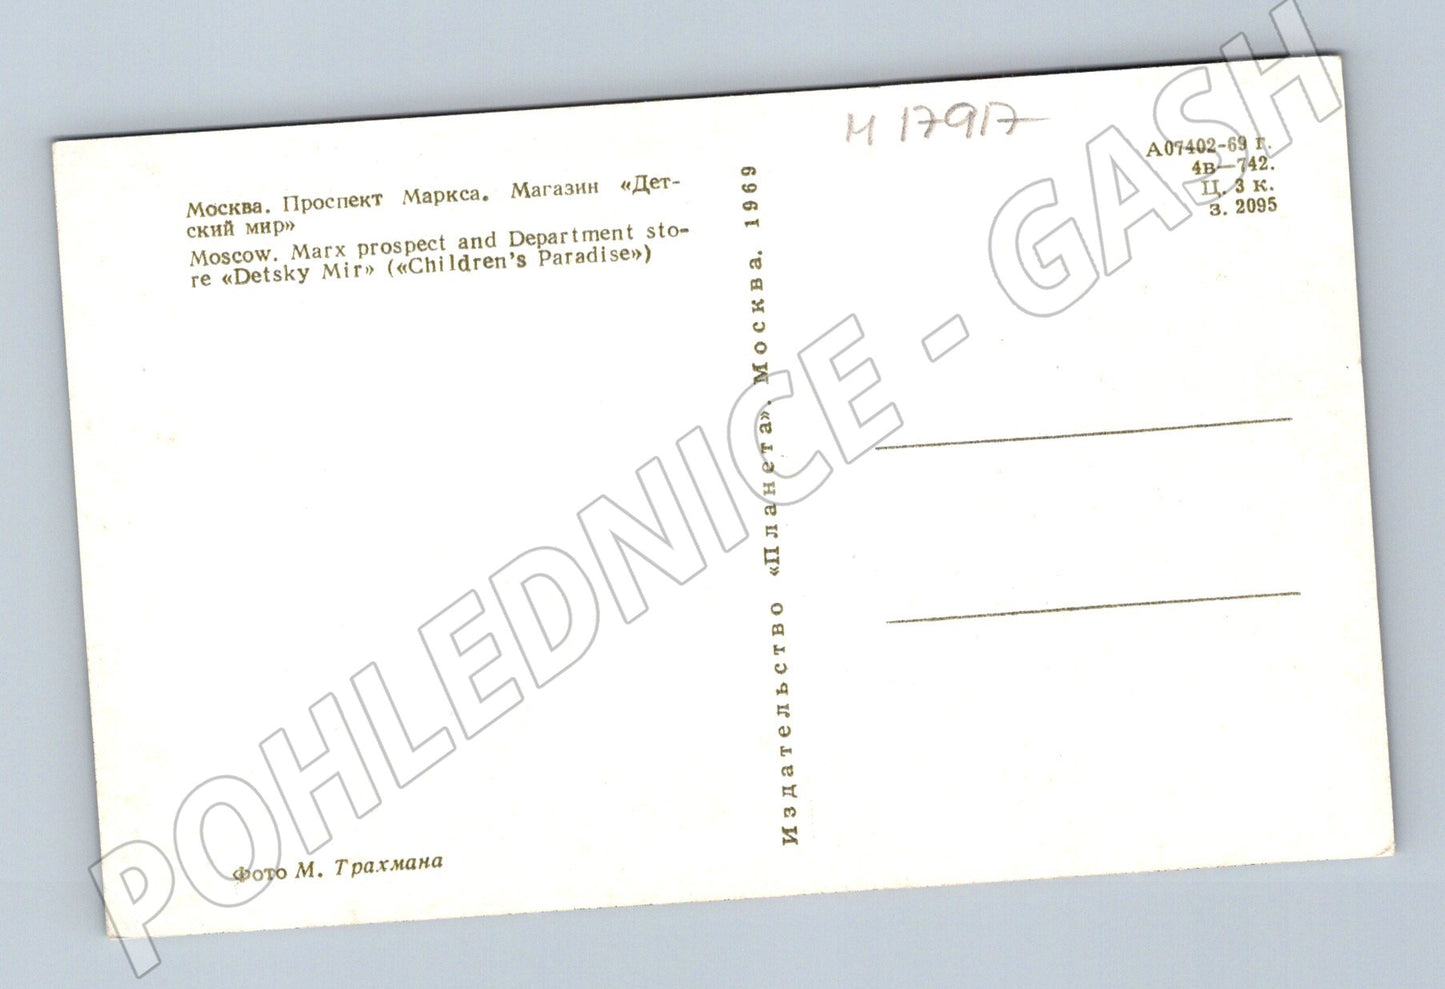 М 17917
А07402-69 г.
4в—742.
Ц. 3 к.
З. 2095
Москва. Проспект Маркса. Магазин «Дет-
ский мир»
Moscow. Marx prospect and Department sto-
re «Detsky Mir» («Children's Paradise»)
Издательство «Планета». Москва. 1969
Фото М. Трахмана
POHLEDNICE - GASH